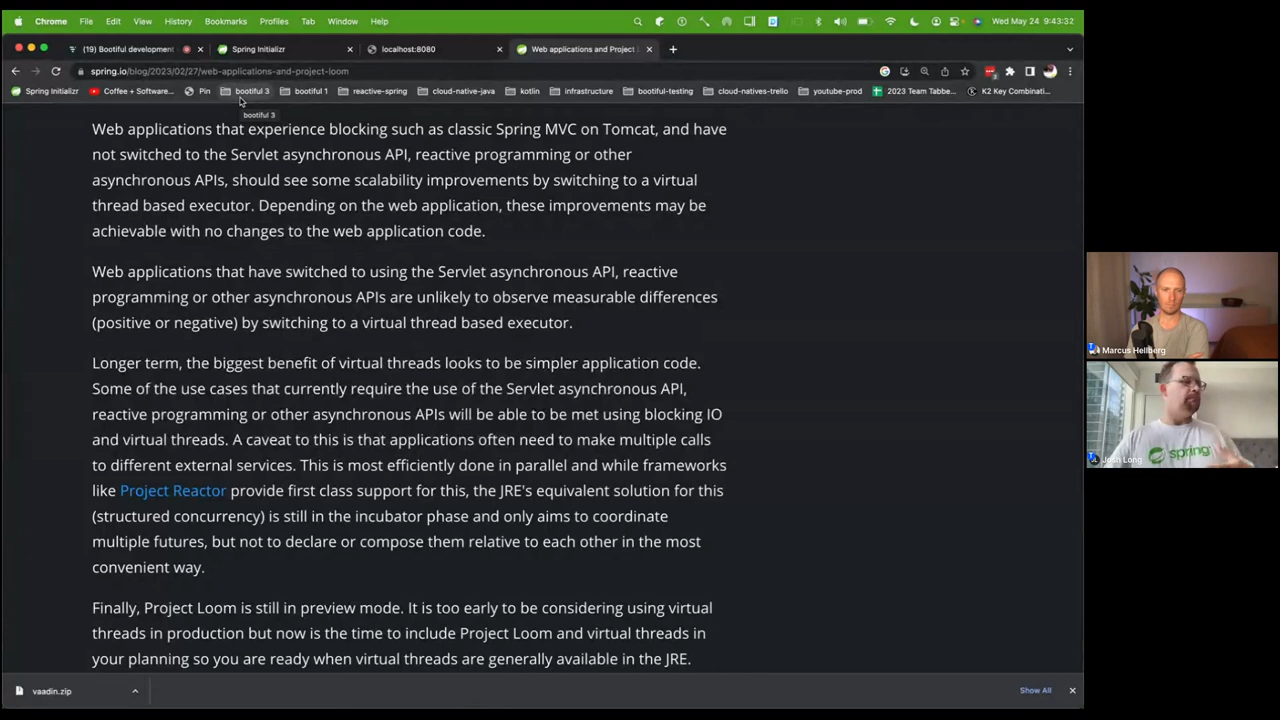 Chrome File Edit View History Bookmarks Profiles Tab Window Help Wed May 24 9:43:32
(19) Bootiful development Spring Initializr localhost:8080 Web applications and Project
spring.io/blog/2023/02/27/web-applications-and-project-loom
Spring Initializr Coffee + Software... Pin bootiful 3 bootiful 1 reactive-spring cloud-native-java kotlin infrastructure bootiful-testing cloud-natives-trello youtube-prod 2023 Team Tabbe... K2 Key Combinati...
bootiful 3
Web applications that experience blocking such as classic Spring MVC on Tomcat, and have
not switched to the Servlet asynchronous API, reactive programming or other
asynchronous APIs, should see some scalability improvements by switching to a virtual
thread based executor. Depending on the web application, these improvements may be
achievable with no changes to the web application code.
Web applications that have switched to using the Servlet asynchronous API, reactive
programming or other asynchronous APIs are unlikely to observe measurable differences
(positive or negative) by switching to a virtual thread based executor.
Longer term, the biggest benefit of virtual threads looks to be simpler application code.
Some of the use cases that currently require the use of the Servlet asynchronous API,
reactive programming or other asynchronous APIs will be able to be met using blocking IO
and virtual threads. A caveat to this is that applications often need to make multiple calls
to different external services. This is most efficiently done in parallel and while frameworks
like Project Reactor provide first class support for this, the JRE's equivalent solution for this
(structured concurrency) is still in the incubator phase and only aims to coordinate
multiple futures, but not to declare or compose them relative to each other in the most
convenient way.
Finally, Project Loom is still in preview mode. It is too early to be considering using virtual
threads in production but now is the time to include Project Loom and virtual threads in
your planning so you are ready when virtual threads are generally available in the JRE.
vaadin.zip
Show All
Marcus Hellberg
Josh Long
spring